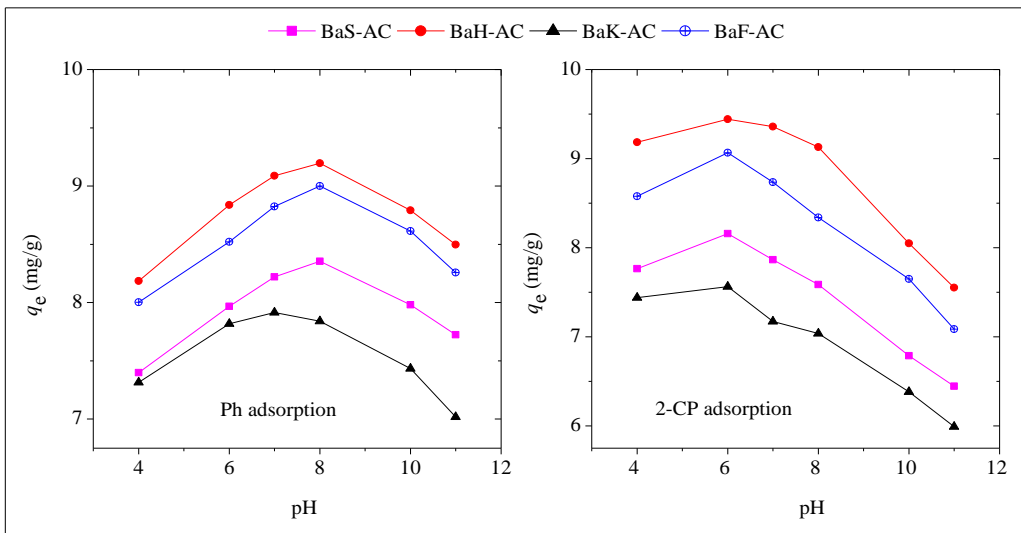 BaS-AC BaH-AC BaK-AC BaF-AC
10
9
8
7
qe (mg/g)
4 6 8 10 12
pH
Ph adsorption
10
9
8
7
6
qe (mg/g)
4 6 8 10 12
pH
2-CP adsorption